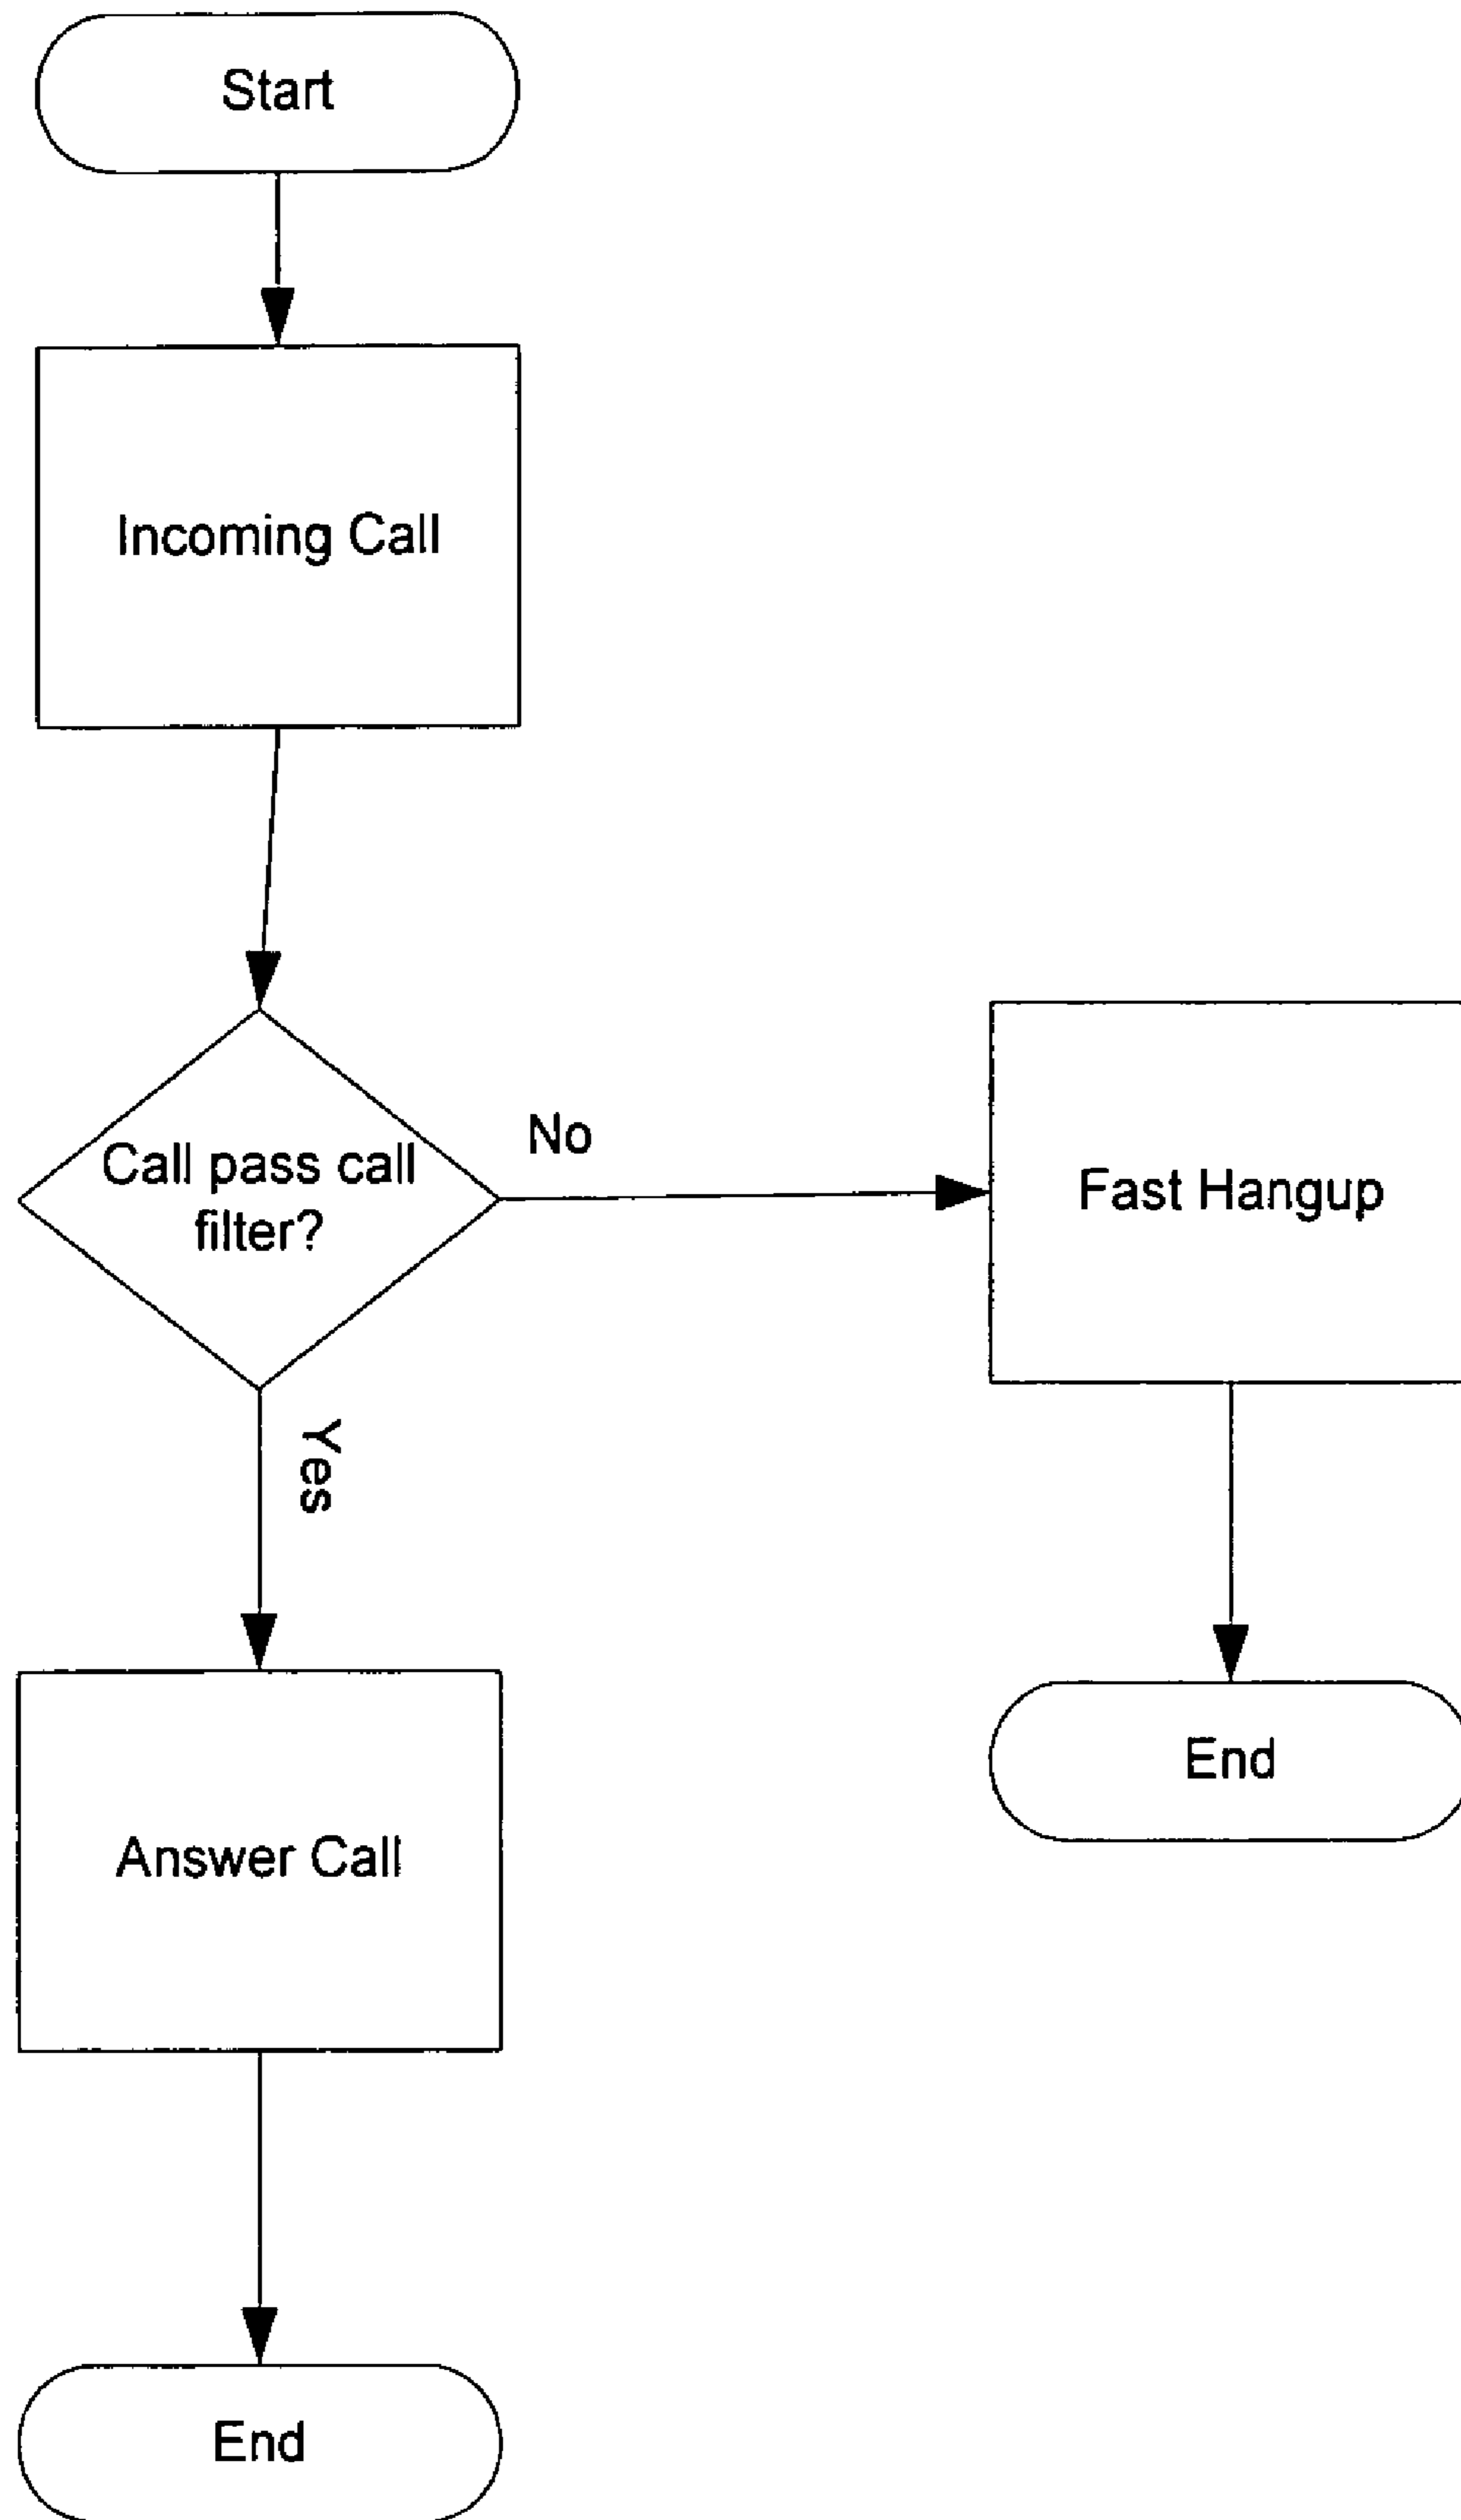 Start
Incoming Call
Call pass call
filter?
No
Fast Hangup
Yes
End
Answer Call
End